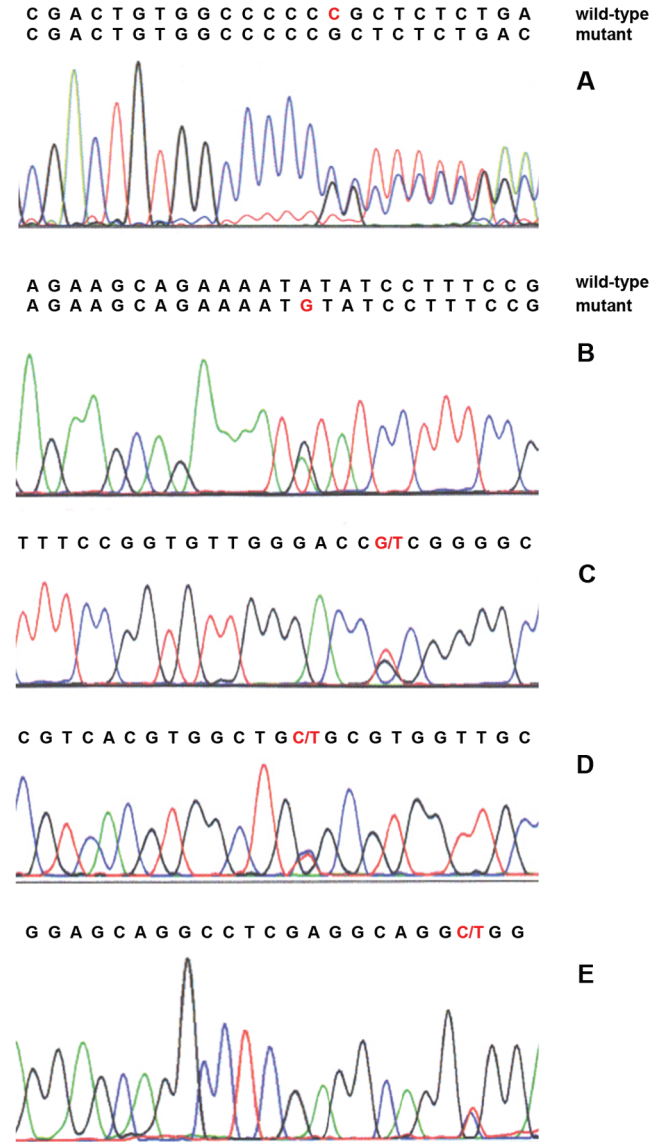 C G A C T G T G G C C C C C C G C T C T C T G A wild-type
C G A C T G T G G C C C C C G C T C T C T G A C mutant
A
A G A A G C A G A A A A T A T A T C C T T T C C G wild-type
A G A A G C A G A A A A T G T A T C C T T T C C G mutant
B
T T T C C G G T G T T G G G A C C G/T C G G G G C
C
C G T C A C G T G G C T G C/T G C G T G G T T G C
D
G G A G C A G G C C T C G A G G C A G G C/T G G
E